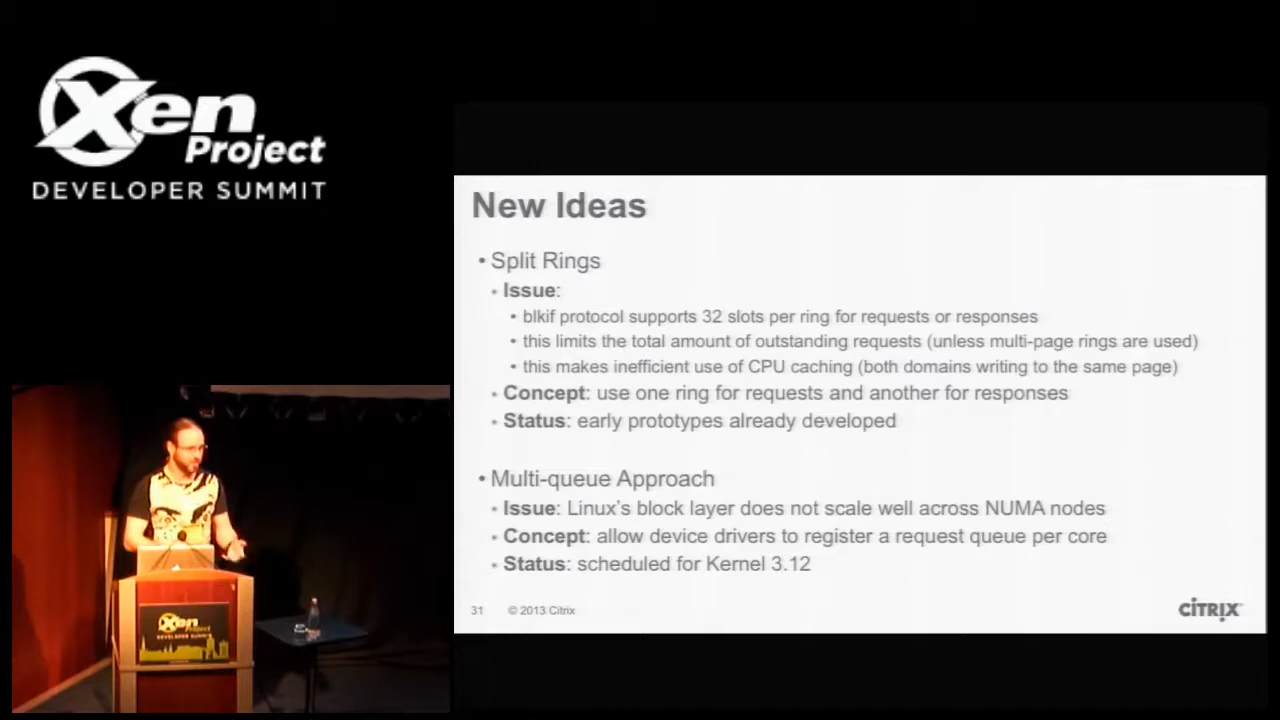 Xen
Project
DEVELOPER SUMMIT
New Ideas
• Split Rings
• Issue:
• blkif protocol supports 32 slots per ring for requests or responses
• this limits the total amount of outstanding requests (unless multi-page rings are used)
• this makes inefficient use of CPU caching (both domains writing to the same page)
• Concept: use one ring for requests and another for responses
• Status: early prototypes already developed
• Multi-queue Approach
• Issue: Linux's block layer does not scale well across NUMA nodes
• Concept: allow device drivers to register a request queue per core
• Status: scheduled for Kernel 3.12
31 © 2013 Citrix
CITRIX
Xen
Project
DEVELOPER SUMMIT